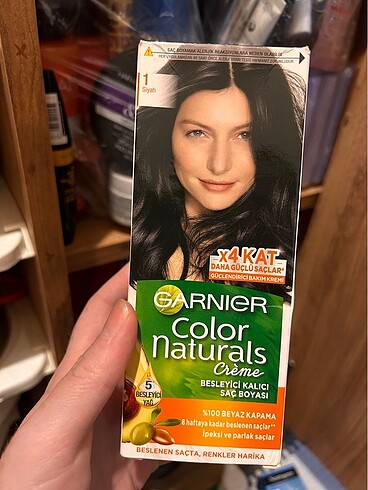 SAÇ BOYAMAK ALERJİK REAKSİYONLARA NEDEN OLABİLİR
1
Siyah
x4 KAT
DAHA GÜÇLÜ SAÇLAR*
GÜÇLENDİRİCİ BAKIM KREMİ
GARNIER
Color
Naturals
Crème
BESLEYİCİ KALICI
SAÇ BOYASI
5
BESLEYİCİ
YAĞ
%100 BEYAZ KAPAMA
8 haftaya kadar beslenen saçlar**
İpeksi ve parlak saçlar
BESLENEN SAÇTA, RENKLER HARİKA